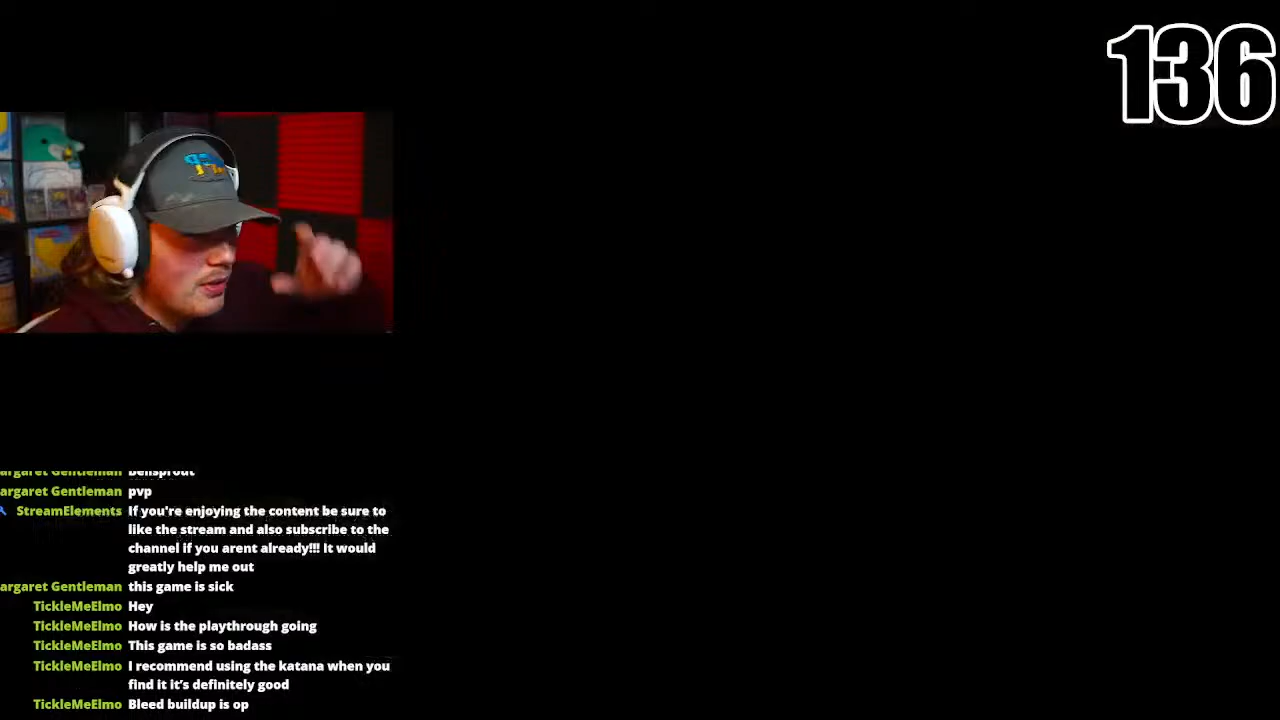 136
argaret Gentleman Bellsprout
argaret Gentleman pvp
StreamElements If you're enjoying the content be sure to
like the stream and also subscribe to the
channel if you arent already!!! It would
greatly help me out
argaret Gentleman this game is sick
TickleMeElmo Hey
TickleMeElmo How is the playthrough going
TickleMeElmo This game is so badass
TickleMeElmo I recommend using the katana when you
find it it's definitely good
TickleMeElmo Bleed buildup is op